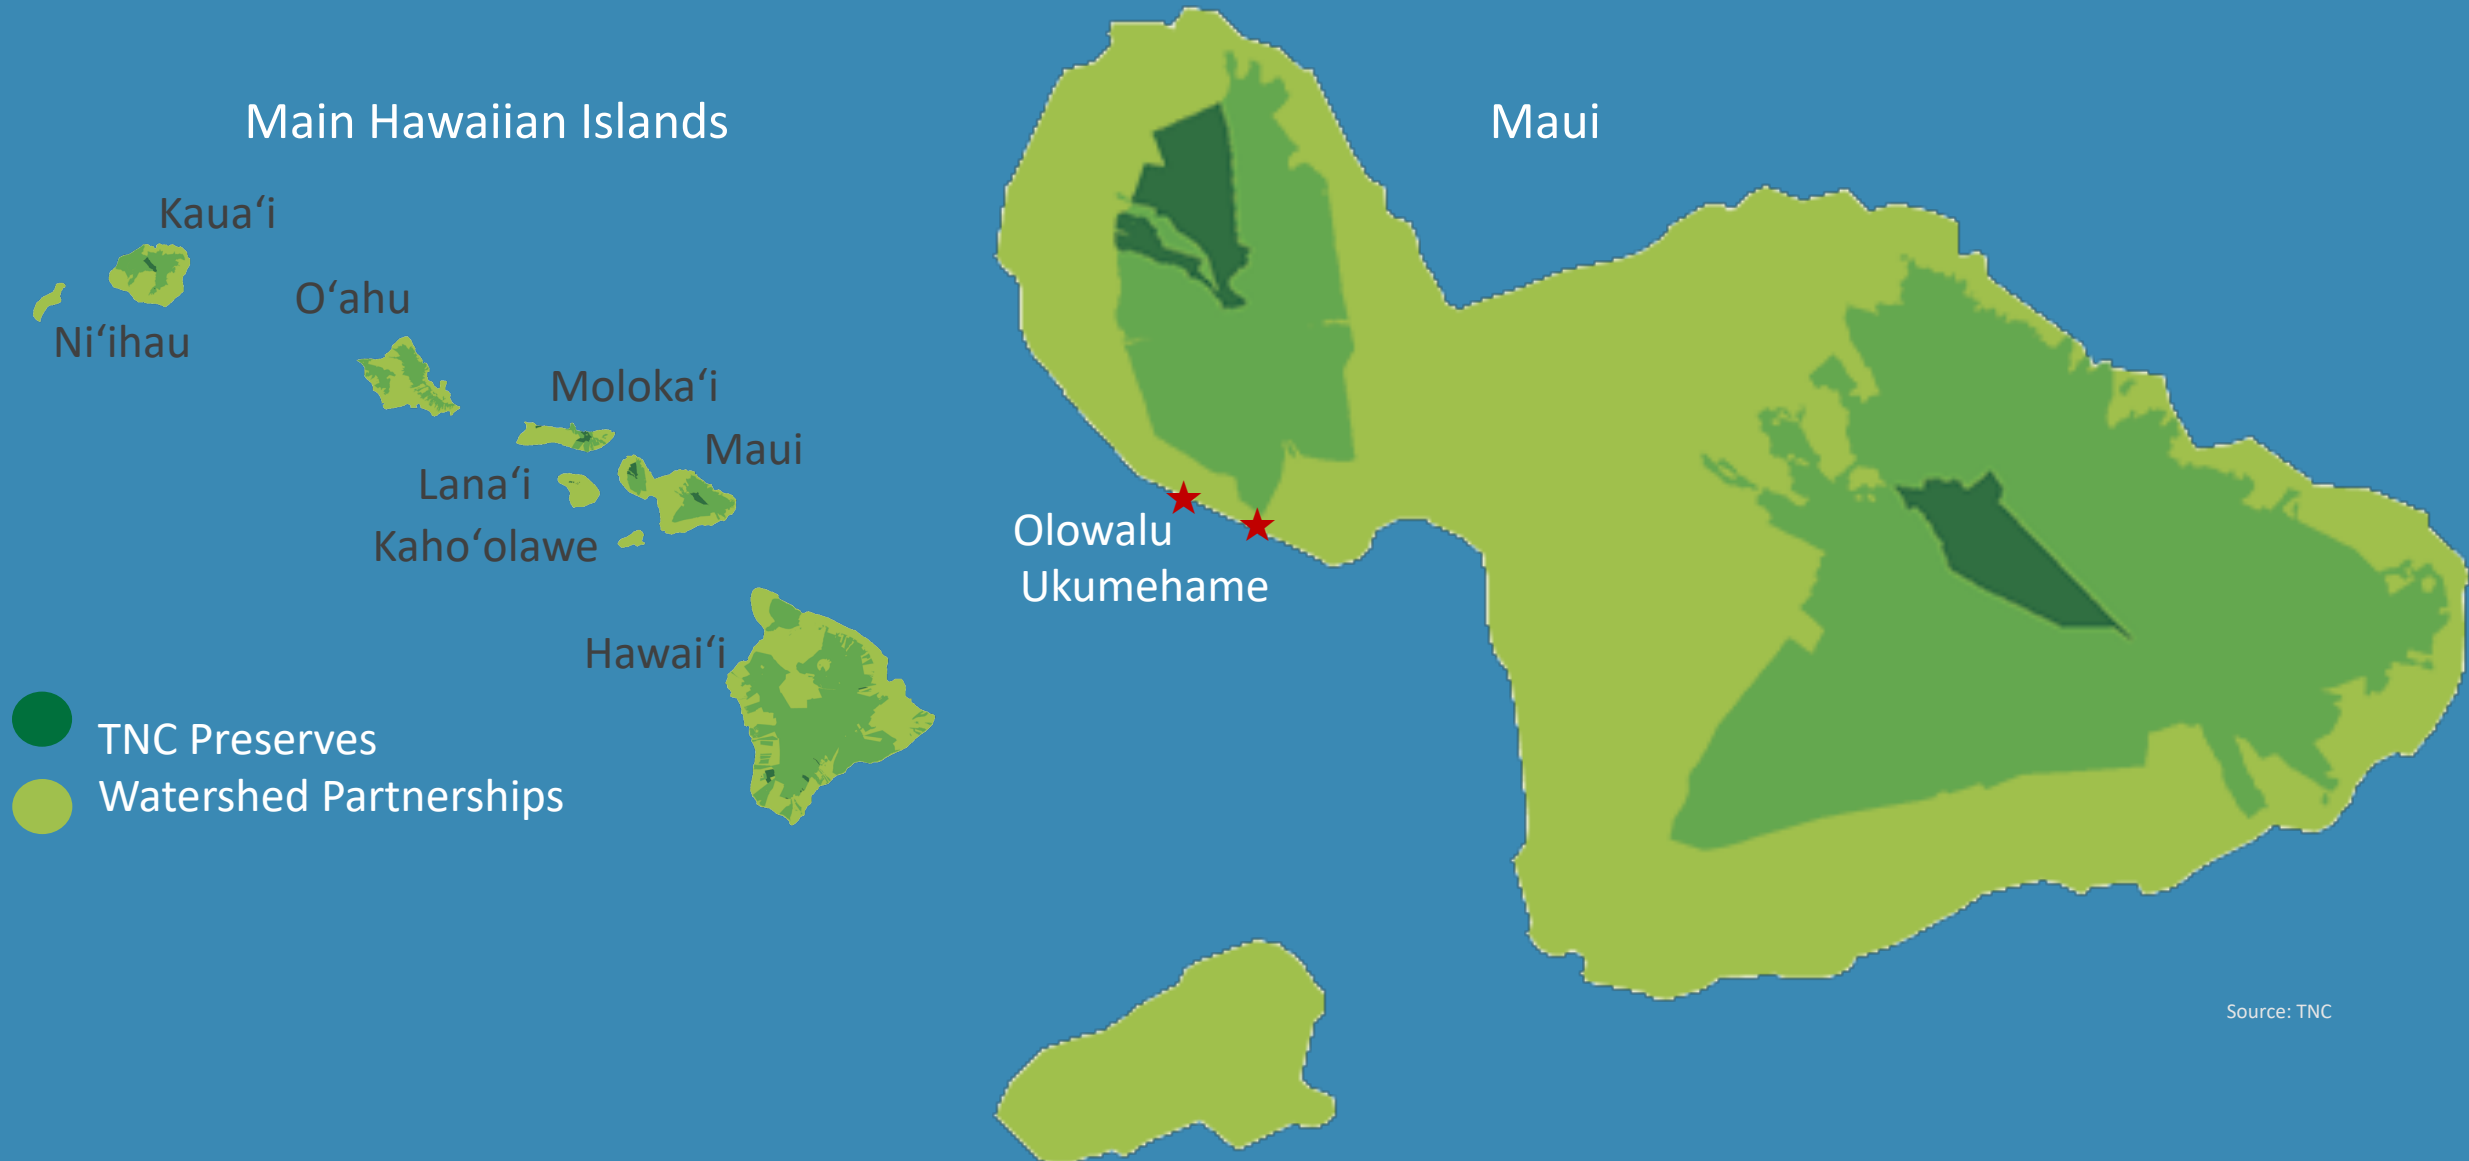 Main Hawaiian Islands
Maui
Kauaʻi
Oʻahu
Niʻihau
Molokaʻi
Maui
Lanaʻi
Kahoʻolawe
Olowalu
Ukumehame
Hawaiʻi
TNC Preserves
Watershed Partnerships
Source: TNC